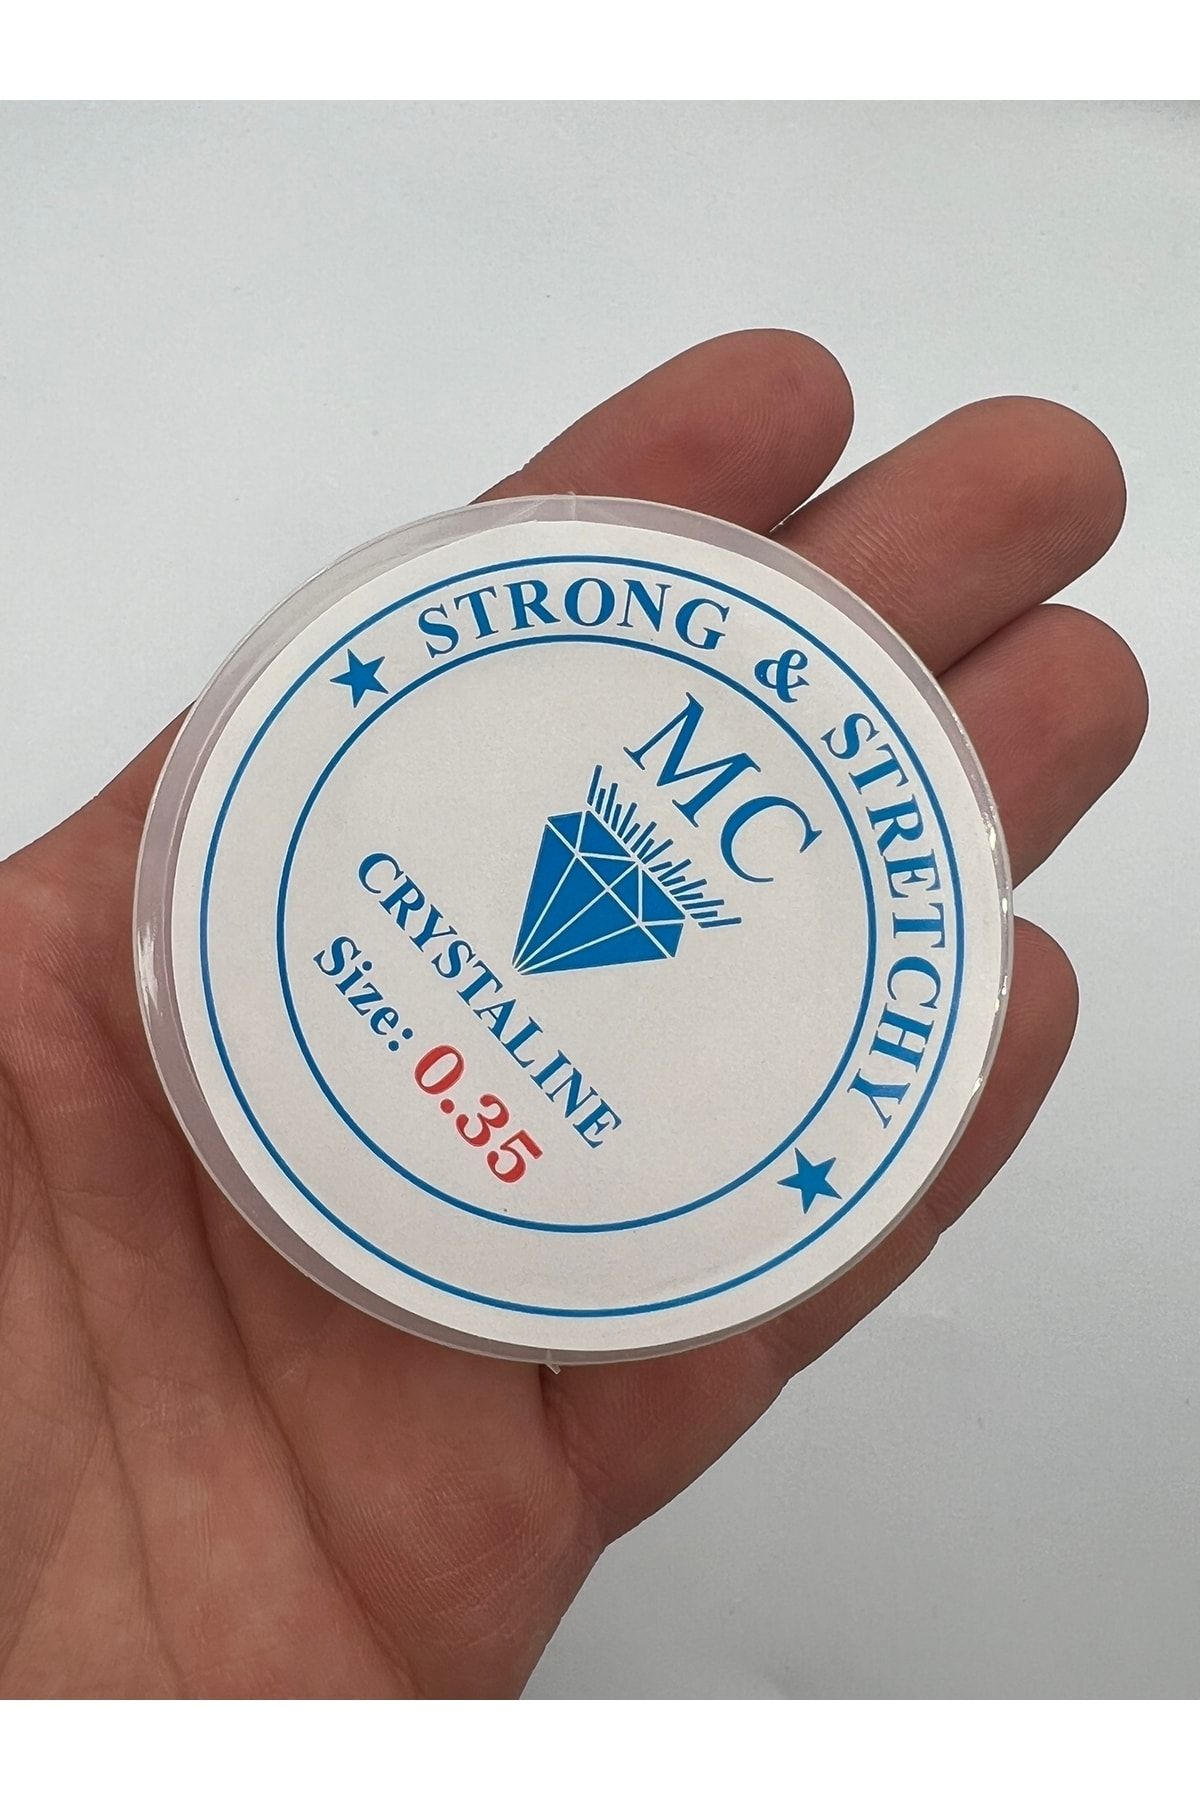 STRONG & STRETCHY
MC
CRYSTALINE
Size: 0.35